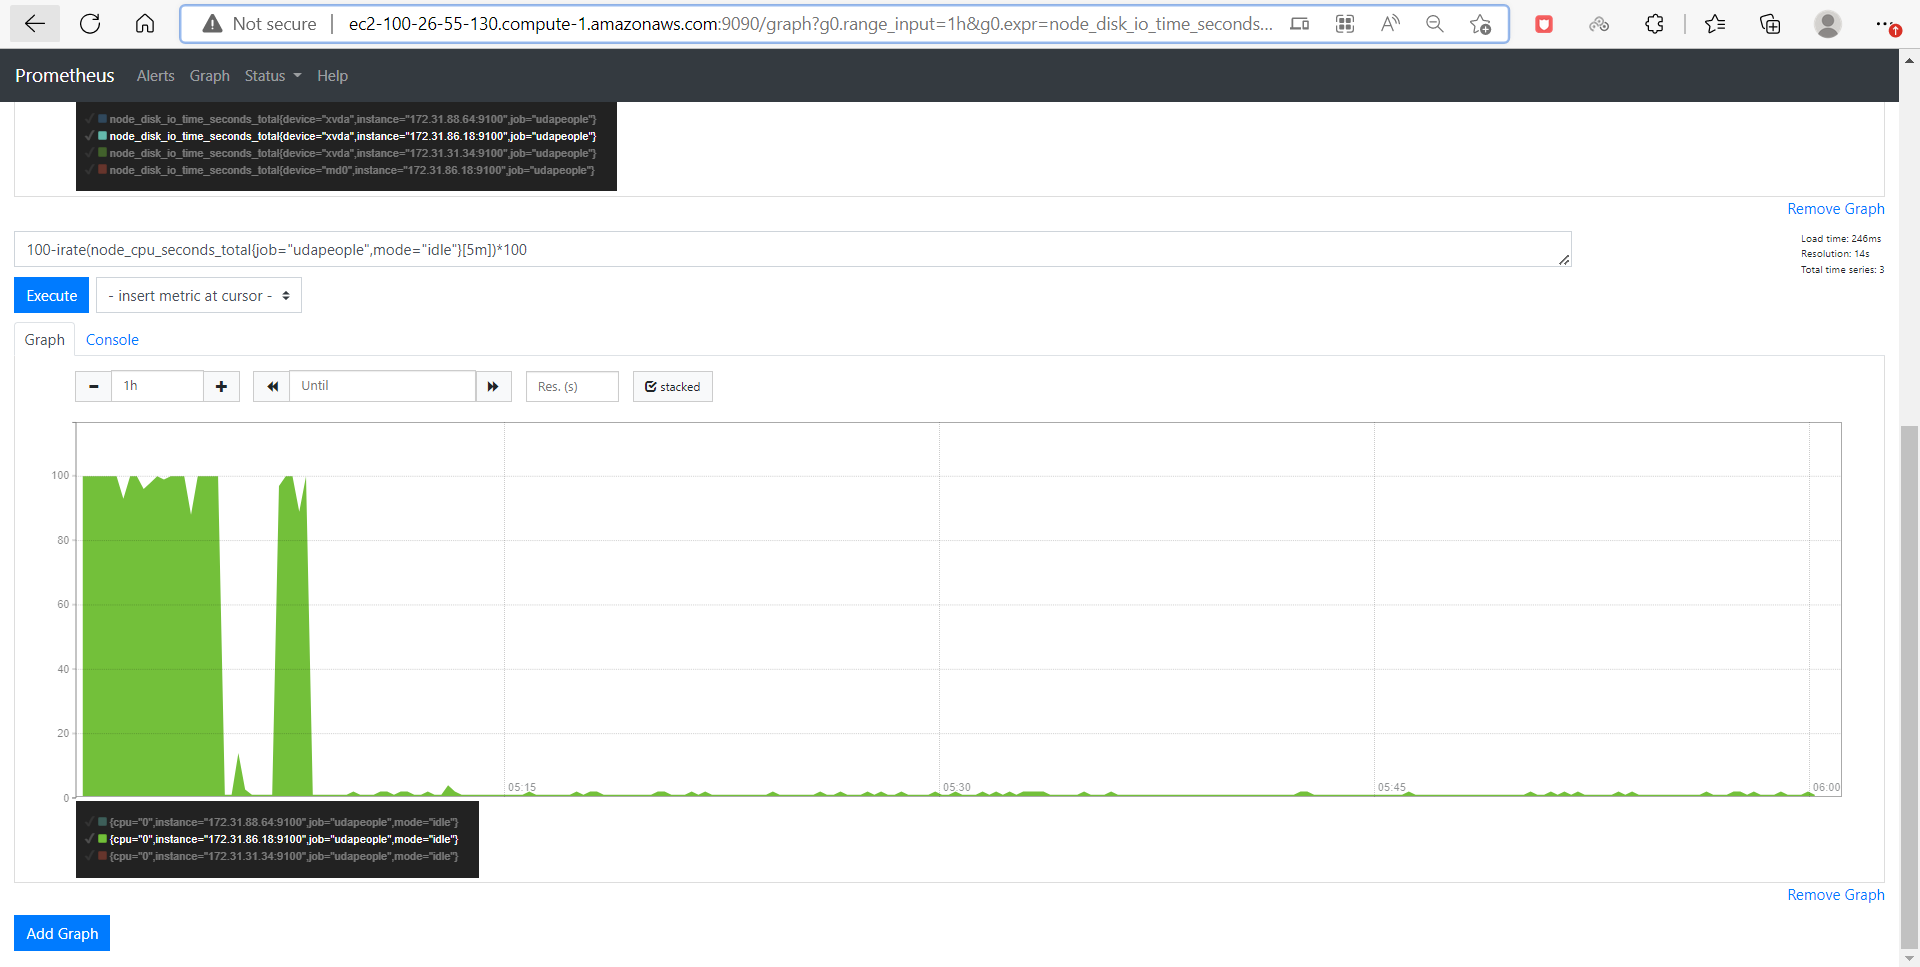 Not secure | ec2-100-26-55-130.compute-1.amazonaws.com:9090/graph?g0.range_input=1h&g0.expr=node_disk_io_time_seconds...
Prometheus Alerts Graph Status Help
node_disk_io_time_seconds_total{device="xvda",instance="172.31.88.64:9100",job="udapeople"}
node_disk_io_time_seconds_total{device="xvda",instance="172.31.86.18:9100",job="udapeople"}
node_disk_io_time_seconds_total{device="xvda",instance="172.31.31.34:9100",job="udapeople"}
node_disk_io_time_seconds_total{device="md0",instance="172.31.86.18:9100",job="udapeople"}
Remove Graph
100-irate(node_cpu_seconds_total{job="udapeople",mode="idle"}[5m])*100
Load time: 246ms
Resolution: 14s
Total time series: 3
Execute - insert metric at cursor -
Graph Console
1h Until Res. (s) stacked
100
80
60
40
20
0
05:15 05:30 05:45 06:00
{cpu="0",instance="172.31.88.64:9100",job="udapeople",mode="idle"}
{cpu="0",instance="172.31.86.18:9100",job="udapeople",mode="idle"}
{cpu="0",instance="172.31.31.34:9100",job="udapeople",mode="idle"}
Remove Graph
Add Graph